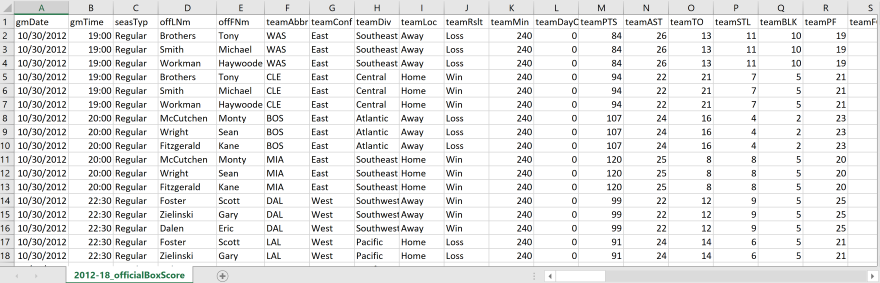 A B C D E F G H I J K L M N O P Q R S
1 gmDate gmTime seasTyp offLNm offFNm teamAbbr teamConf teamDiv teamLoc teamRslt teamMin teamDayC teamPTS teamAST teamTO teamSTL teamBLK teamPF teamF
2 10/30/2012 19:00 Regular Brothers Tony WAS East Southeast Away Loss 240 0 84 26 13 11 10 19
3 10/30/2012 19:00 Regular Smith Michael WAS East Southeast Away Loss 240 0 84 26 13 11 10 19
4 10/30/2012 19:00 Regular Workman Haywoode WAS East Southeast Away Loss 240 0 84 26 13 11 10 19
5 10/30/2012 19:00 Regular Brothers Tony CLE East Central Home Win 240 0 94 22 21 7 5 21
6 10/30/2012 19:00 Regular Smith Michael CLE East Central Home Win 240 0 94 22 21 7 5 21
7 10/30/2012 19:00 Regular Workman Haywoode CLE East Central Home Win 240 0 94 22 21 7 5 21
8 10/30/2012 20:00 Regular McCutchen Monty BOS East Atlantic Away Loss 240 0 107 24 16 4 2 23
9 10/30/2012 20:00 Regular Wright Sean BOS East Atlantic Away Loss 240 0 107 24 16 4 2 23
10 10/30/2012 20:00 Regular Fitzgerald Kane BOS East Atlantic Away Loss 240 0 107 24 16 4 2 23
11 10/30/2012 20:00 Regular McCutchen Monty MIA East Southeast Home Win 240 0 120 25 8 8 5 20
12 10/30/2012 20:00 Regular Wright Sean MIA East Southeast Home Win 240 0 120 25 8 8 5 20
13 10/30/2012 20:00 Regular Fitzgerald Kane MIA East Southeast Home Win 240 0 120 25 8 8 5 20
14 10/30/2012 22:30 Regular Foster Scott DAL West Southwest Away Win 240 0 99 22 12 9 5 25
15 10/30/2012 22:30 Regular Zielinski Gary DAL West Southwest Away Win 240 0 99 22 12 9 5 25
16 10/30/2012 22:30 Regular Dalen Eric DAL West Southwest Away Win 240 0 99 22 12 9 5 25
17 10/30/2012 22:30 Regular Foster Scott LAL West Pacific Home Loss 240 0 91 24 14 6 5 21
18 10/30/2012 22:30 Regular Zielinski Gary LAL West Pacific Home Loss 240 0 91 24 14 6 5 21
2012-18_officialBoxScore